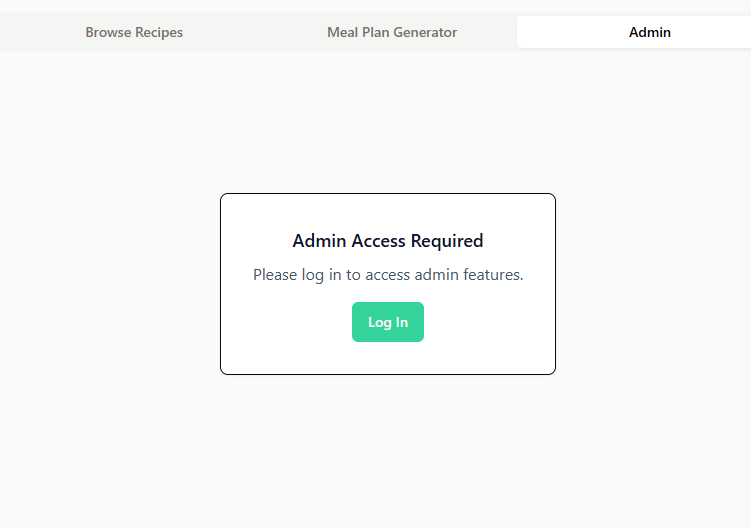 Browse Recipes Meal Plan Generator Admin
Admin Access Required
Please log in to access admin features.
Log In